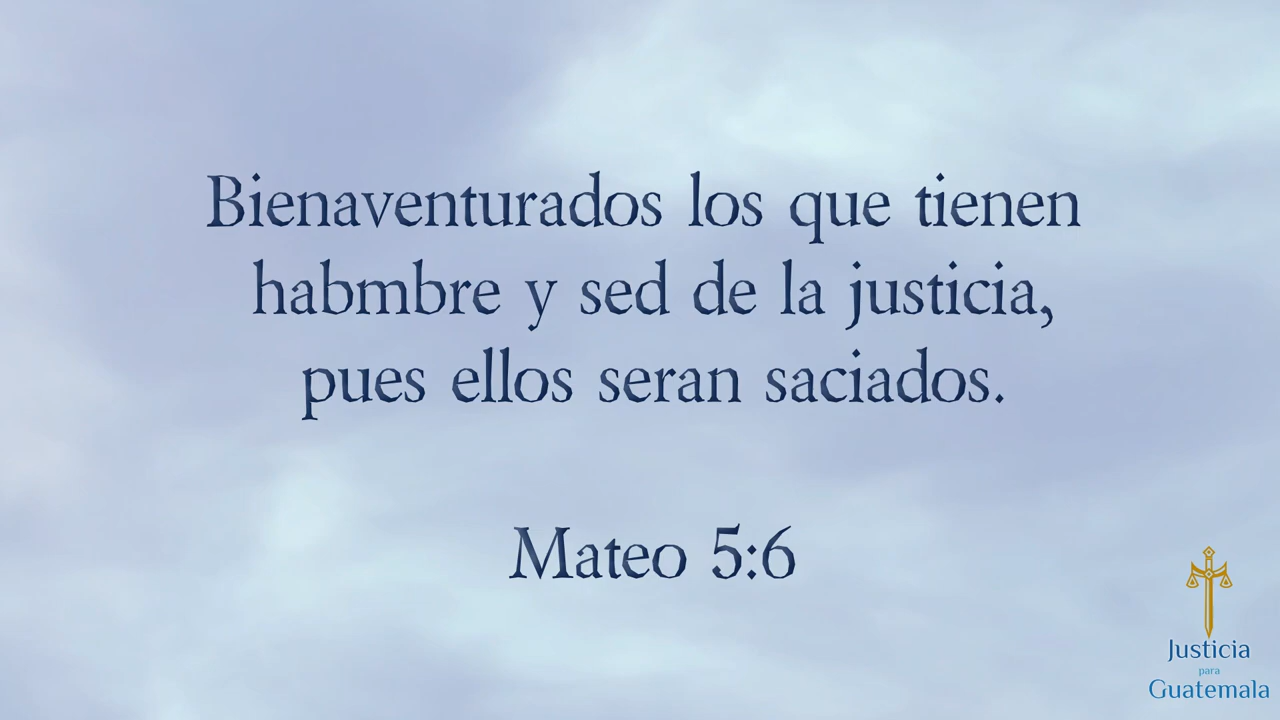 Bienaventurados los que tienen
habmbre y sed de la justicia,
pues ellos seran saciados.
Mateo 5:6
Justicia
para
Guatemala